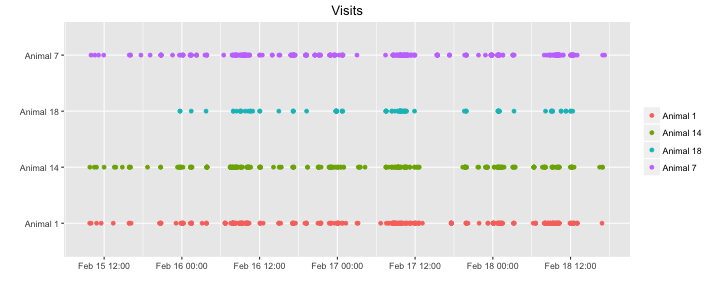 Visits
Animal 7
Animal 18
Animal 14
Animal 1
Feb 15 12:00
Feb 16 00:00
Feb 16 12:00
Feb 17 00:00
Feb 17 12:00
Feb 18 00:00
Feb 18 12:00
Animal 1
Animal 14
Animal 18
Animal 7